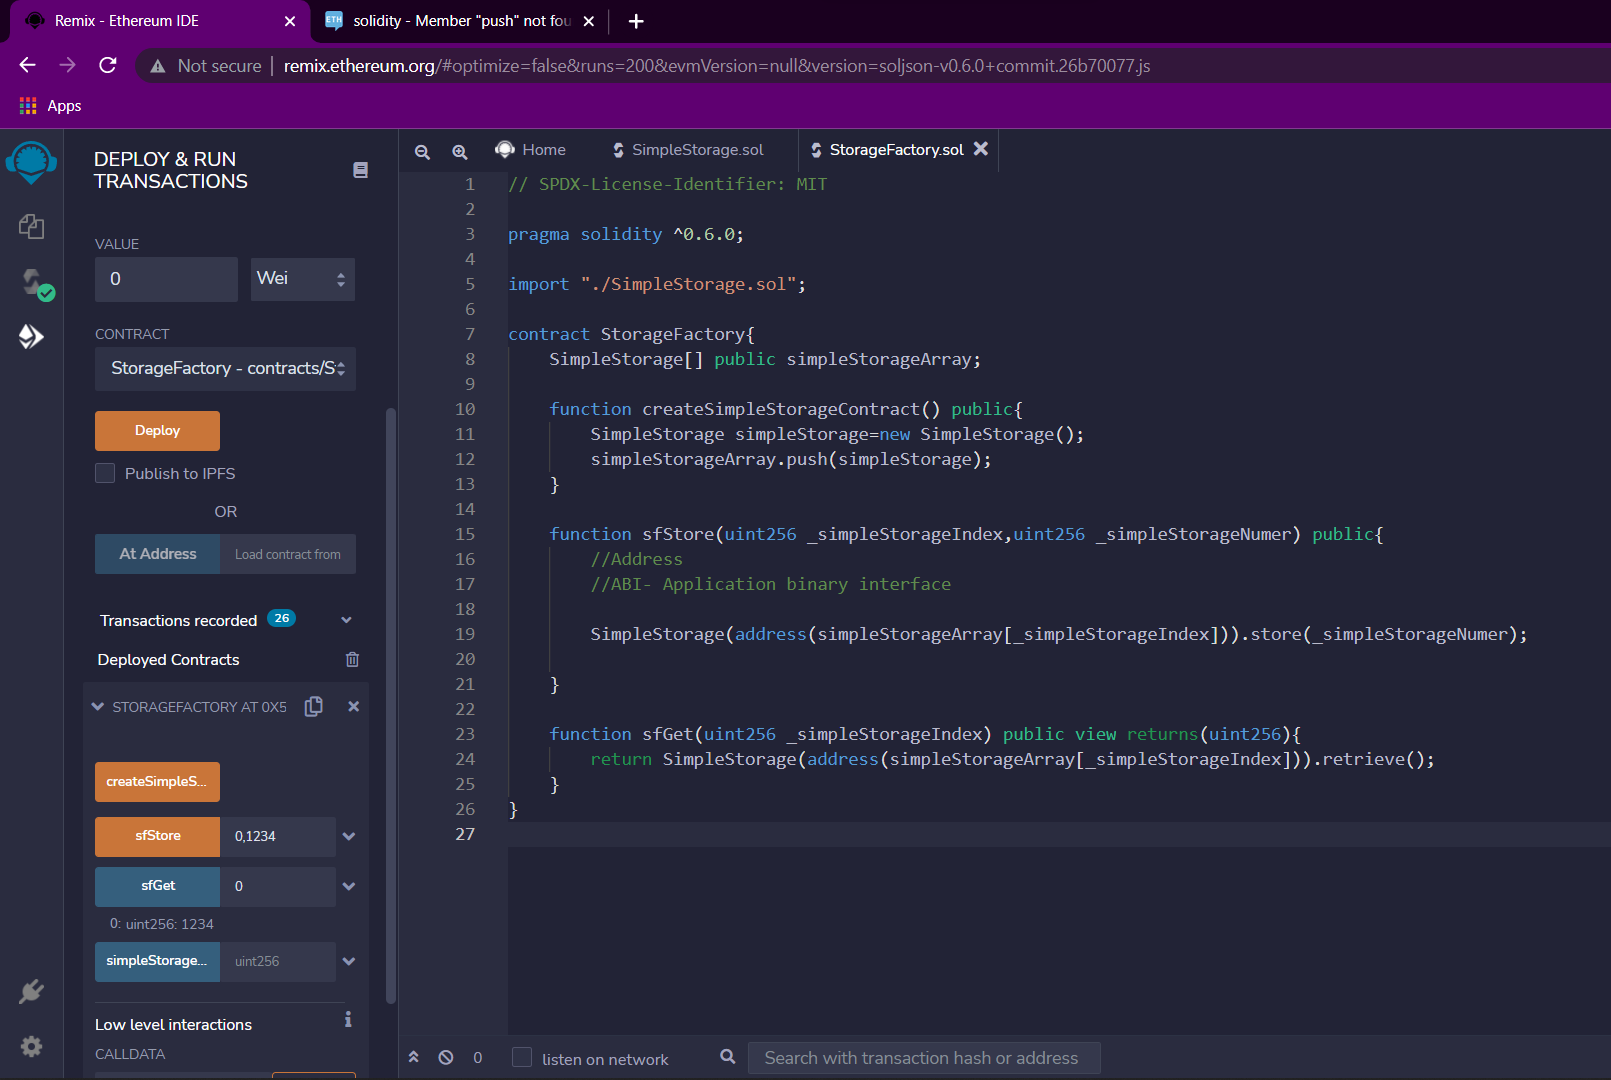 Remix - Ethereum IDE
solidity - Member "push" not fou
Not secure | remix.ethereum.org/#optimize=false&runs=200&evmVersion=null&version=soljson-v0.6.0+commit.26b70077.js
Apps
DEPLOY & RUN
TRANSACTIONS
VALUE
0 Wei
CONTRACT
StorageFactory - contracts/S
Deploy
Publish to IPFS
OR
At Address Load contract from
Transactions recorded 26
Deployed Contracts
STORAGEFACTORY AT 0X5
createSimpleS...
sfStore 0,1234
sfGet 0
0: uint256: 1234
simpleStorage... uint256
Low level interactions
CALLDATA
Home SimpleStorage.sol StorageFactory.sol
1 // SPDX-License-Identifier: MIT
2
3 pragma solidity ^0.6.0;
4
5 import "./SimpleStorage.sol";
6
7 contract StorageFactory{
8 SimpleStorage[] public simpleStorageArray;
9
10 function createSimpleStorageContract() public{
11 SimpleStorage simpleStorage=new SimpleStorage();
12 simpleStorageArray.push(simpleStorage);
13 }
14
15 function sfStore(uint256 _simpleStorageIndex,uint256 _simpleStorageNumer) public{
16 //Address
17 //ABI- Application binary interface
18
19 SimpleStorage(address(simpleStorageArray[_simpleStorageIndex])).store(_simpleStorageNumer);
20
21 }
22
23 function sfGet(uint256 _simpleStorageIndex) public view returns(uint256){
24 return SimpleStorage(address(simpleStorageArray[_simpleStorageIndex])).retrieve();
25 }
26 }
27
0 listen on network Search with transaction hash or address